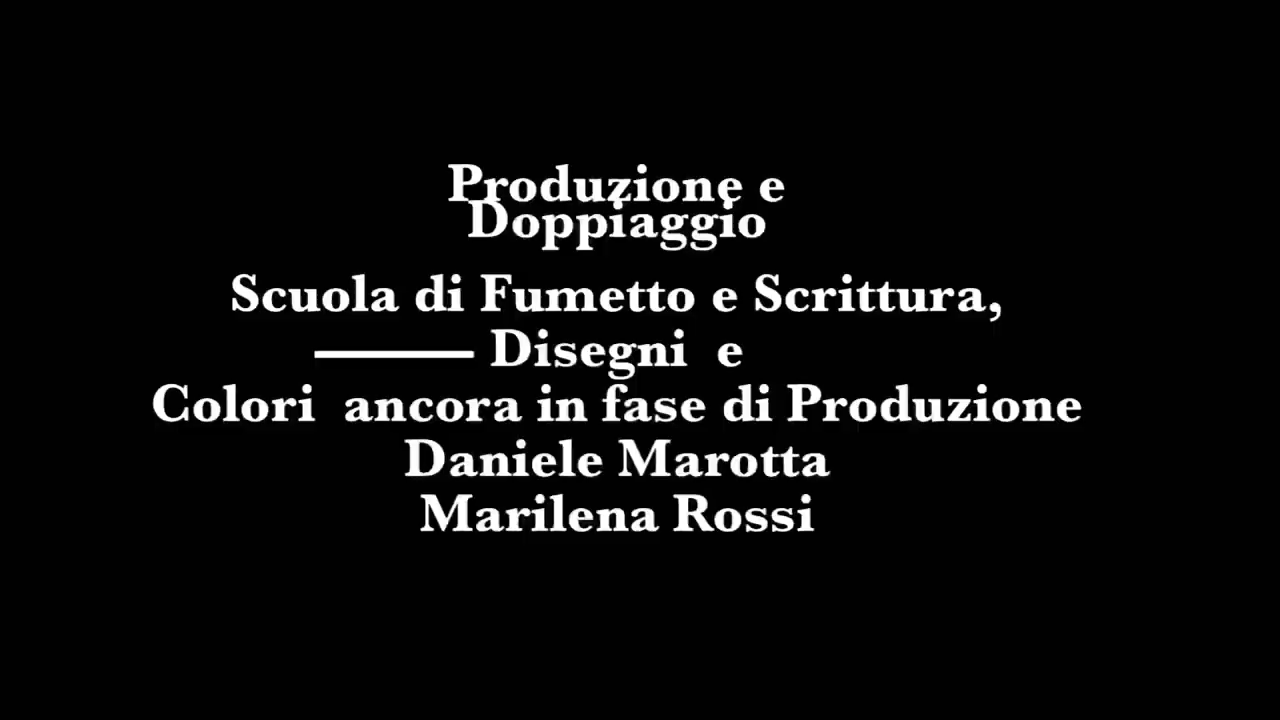 Produzione e
Doppiaggio
Scuola di Fumetto e Scrittura,
——— Disegni e
Colori ancora in fase di Produzione
Daniele Marotta
Marilena Rossi